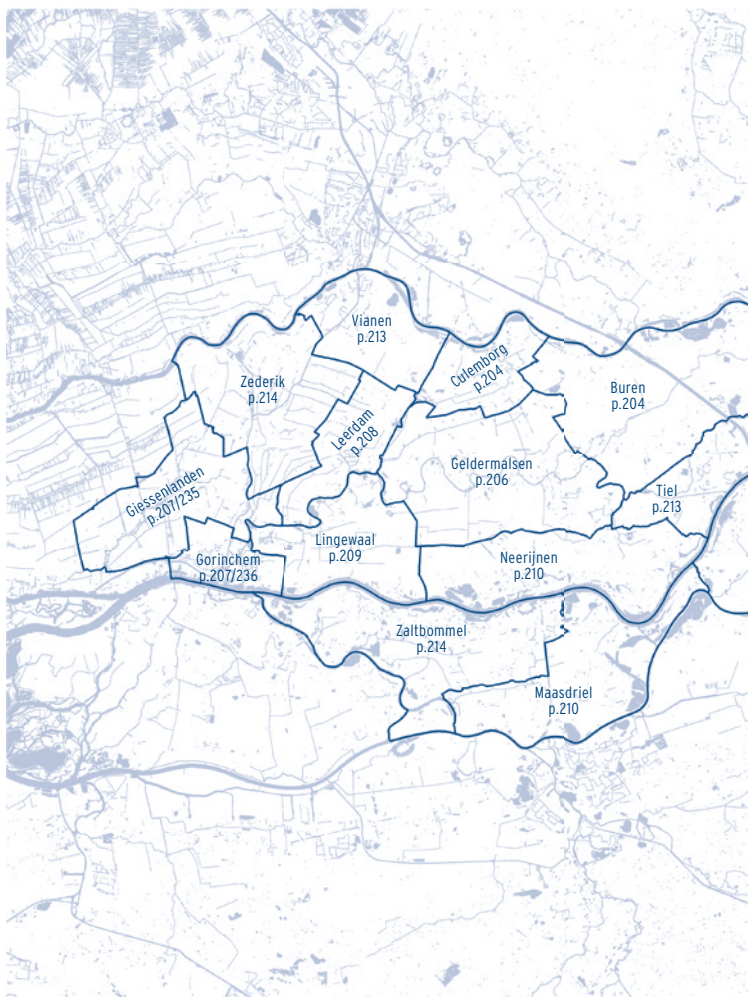 Vianen
p.213
Culemborg
p.204
Zederik
p.214
Buren
p.204
Leerdam
p.208
Geldermalsen
p.206
Giessenlanden
p.207/235
Tiel
p.213
Lingewaal
p.209
Gorinchem
p.207/236
Neerijnen
p.210
Zaltbommel
p.214
Maasdriel
p.210